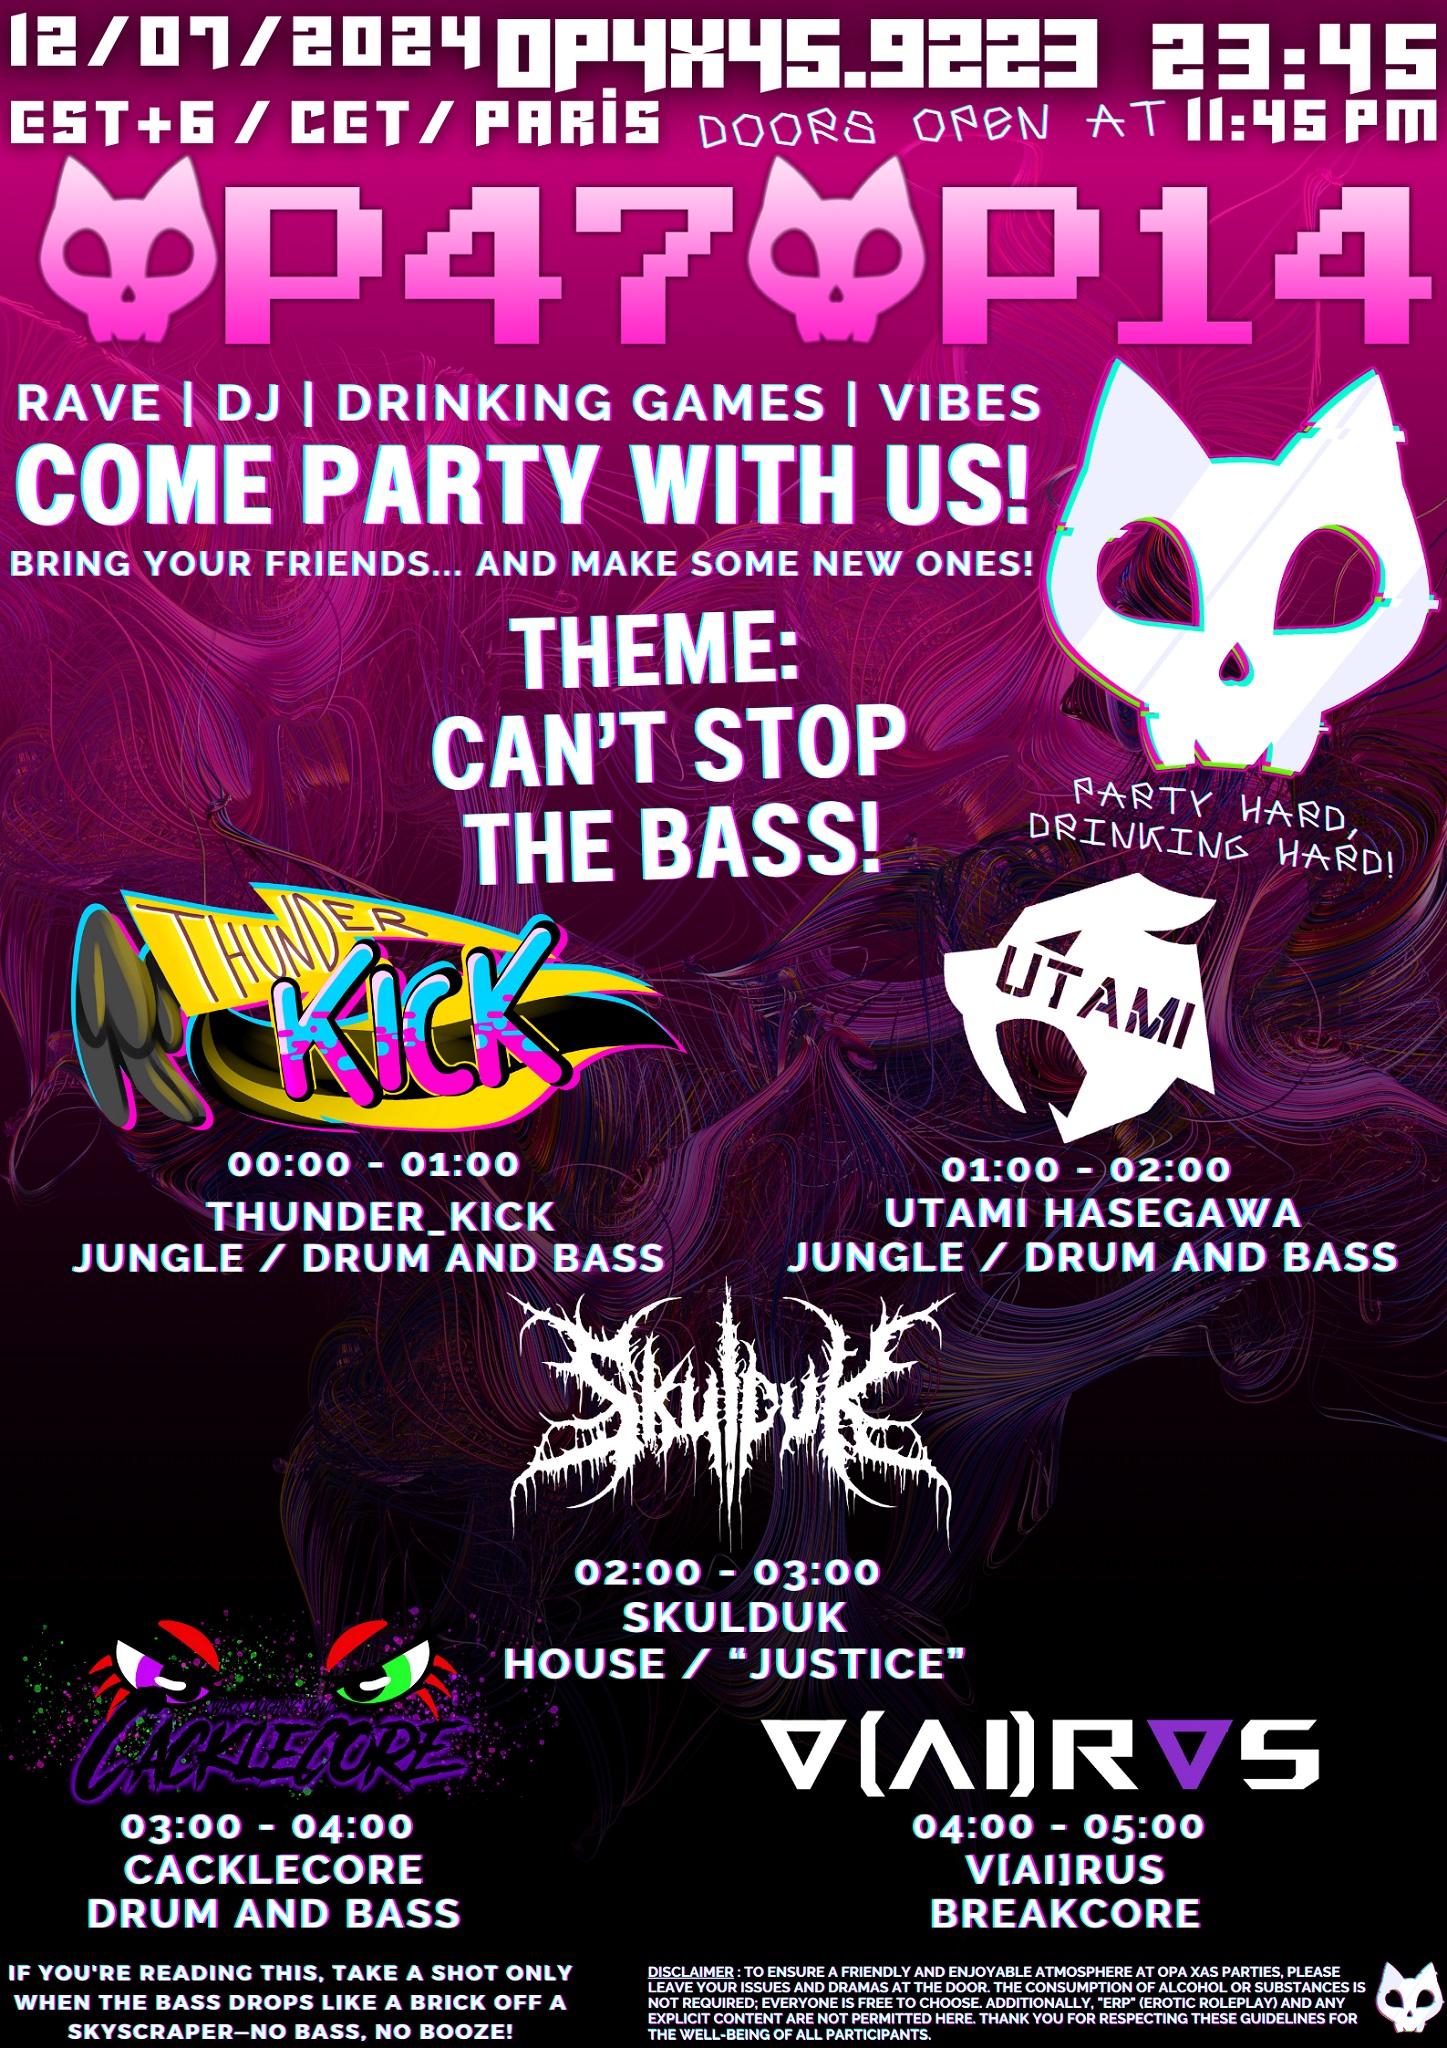 12/07/2024 OP4X45.9223 23:45
EST+6 / CET/ PARIS DOORS OPEN AT 11:45 PM
P47 P14
RAVE | DJ | DRINKING GAMES | VIBES
COME PARTY WITH US!
BRING YOUR FRIENDS... AND MAKE SOME NEW ONES!
THEME:
CAN'T STOP
THE BASS!
PARTY HARD,
DRINKING HARD!
THUNDER
KICK
UTAMI
00:00 - 01:00
THUNDER_KICK
JUNGLE / DRUM AND BASS
01:00 - 02:00
UTAMI HASEGAWA
JUNGLE / DRUM AND BASS
SKULDUK
02:00 - 03:00
SKULDUK
HOUSE / “JUSTICE”
CACKLECORE
03:00 - 04:00
CACKLECORE
DRUM AND BASS
V[AI]RUS
04:00 - 05:00
V[AI]RUS
BREAKCORE
IF YOU'RE READING THIS, TAKE A SHOT ONLY
WHEN THE BASS DROPS LIKE A BRICK OFF A
SKYSCRAPER—NO BASS, NO BOOZE!
DISCLAIMER : TO ENSURE A FRIENDLY AND ENJOYABLE ATMOSPHERE AT OPA XAS PARTIES, PLEASE
LEAVE YOUR ISSUES AND DRAMAS AT THE DOOR. THE CONSUMPTION OF ALCOHOL OR SUBSTANCES IS
NOT REQUIRED; EVERYONE IS FREE TO CHOOSE. ADDITIONALLY, "ERP" (EROTIC ROLEPLAY) AND ANY
EXPLICIT CONTENT ARE NOT PERMITTED HERE. THANK YOU FOR RESPECTING THESE GUIDELINES FOR
THE WELL-BEING OF ALL PARTICIPANTS.